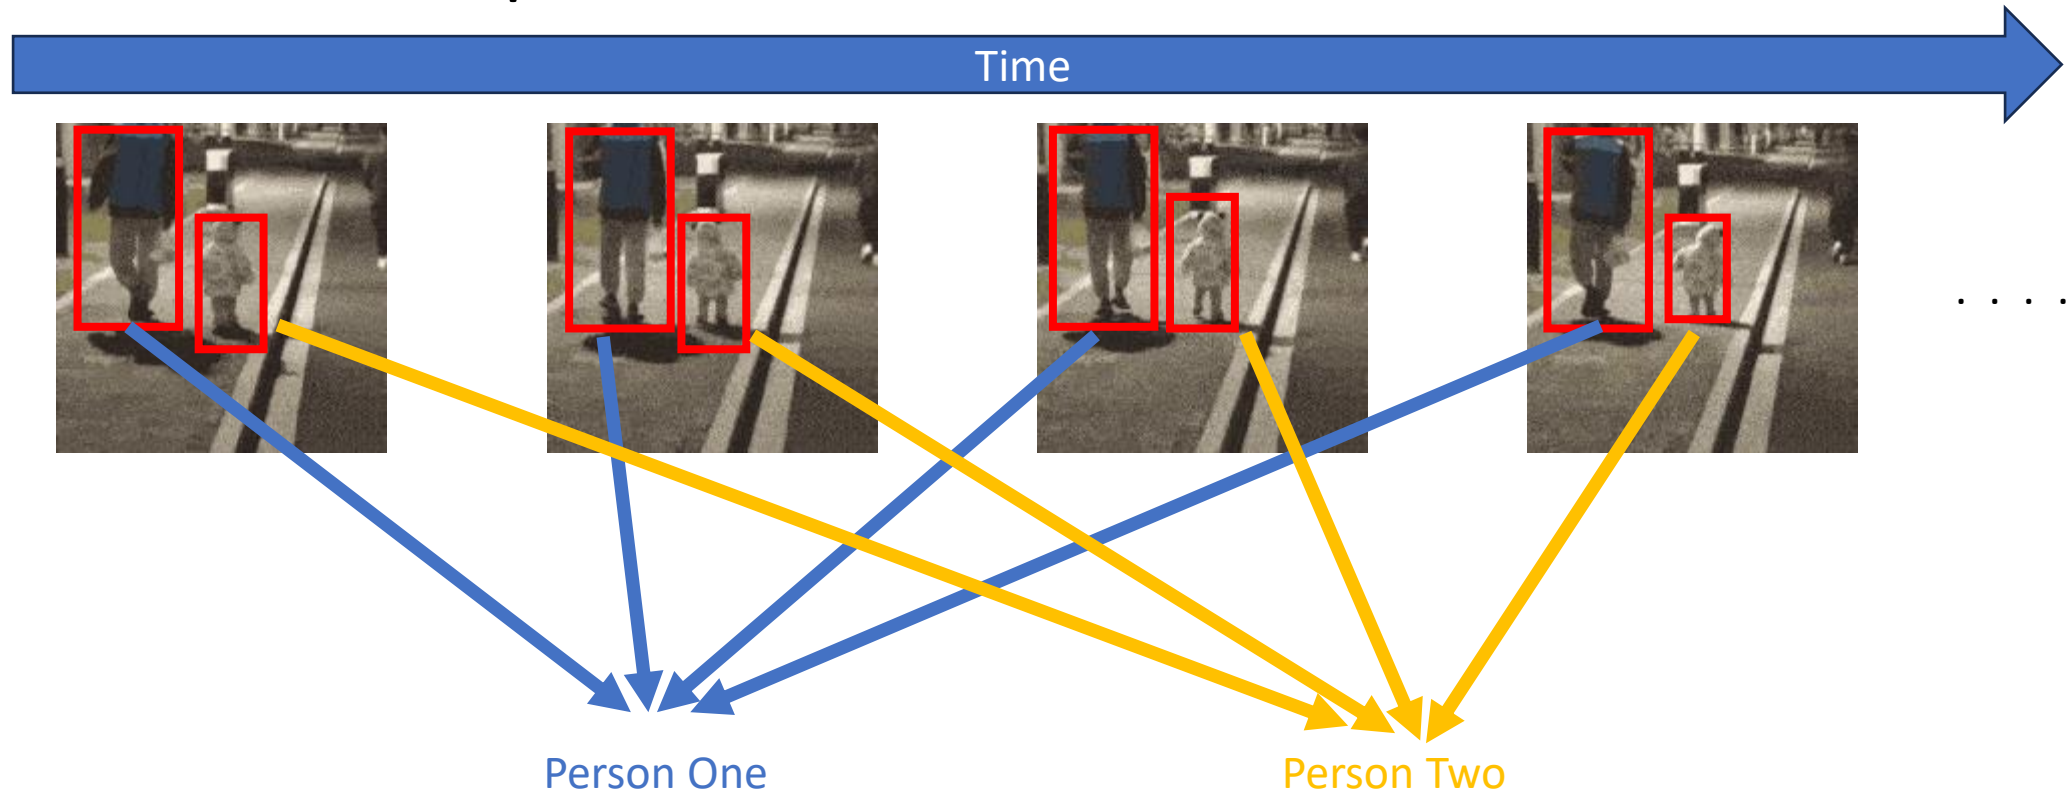 Time
. . . .
Person One
Person Two